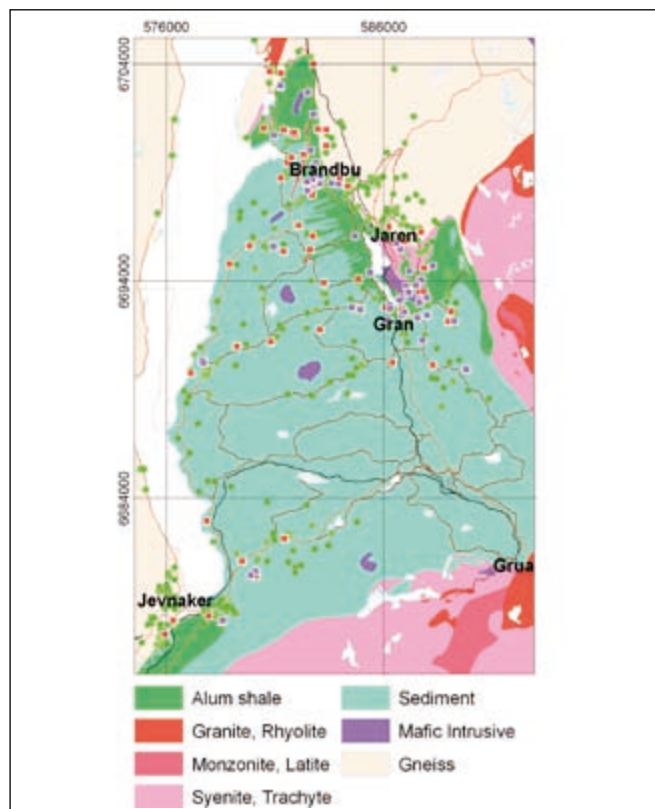 576000 586000
6704000
Brandbu
Jaren
6694000
Gran
6684000
Grua
Jevnaker
Alum shale Sediment
Granite, Rhyolite Mafic Intrusive
Monzonite, Latite Gneiss
Syenite, Trachyte